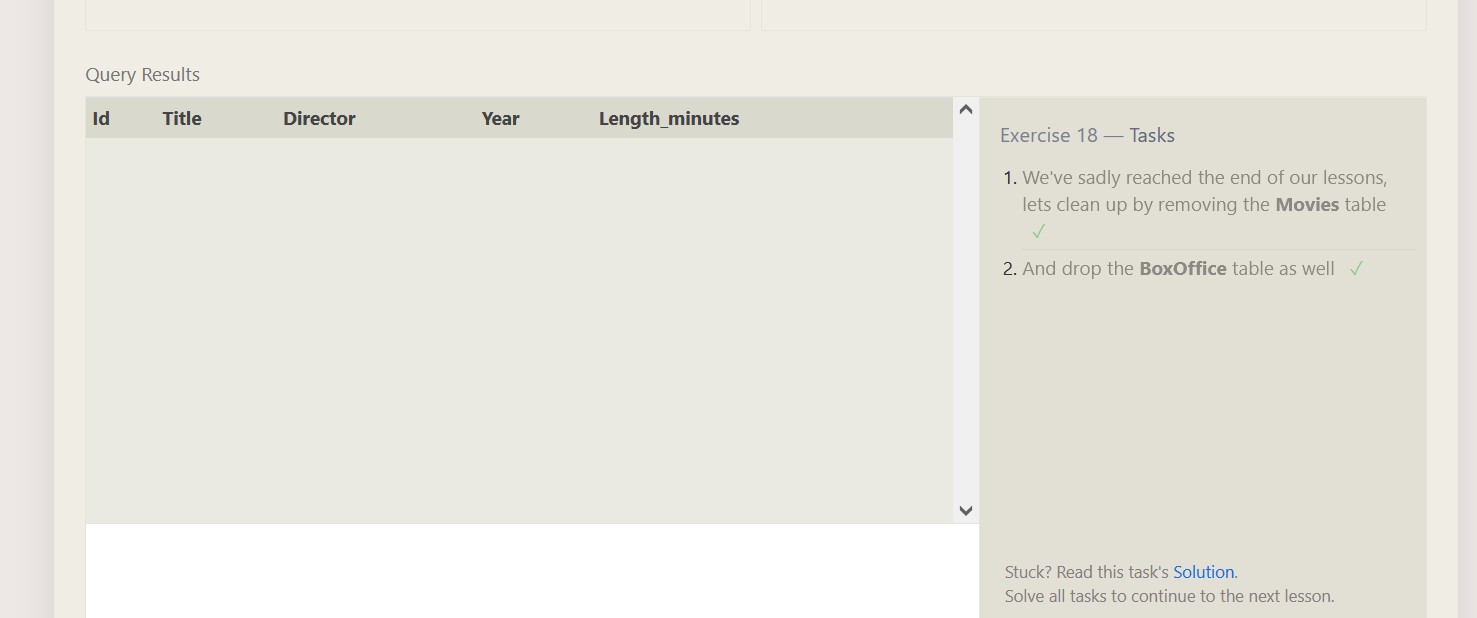 Query Results
Id Title Director Year Length_minutes
Exercise 18 — Tasks
1. We've sadly reached the end of our lessons,
lets clean up by removing the Movies table
✓
2. And drop the BoxOffice table as well ✓
Stuck? Read this task's Solution.
Solve all tasks to continue to the next lesson.